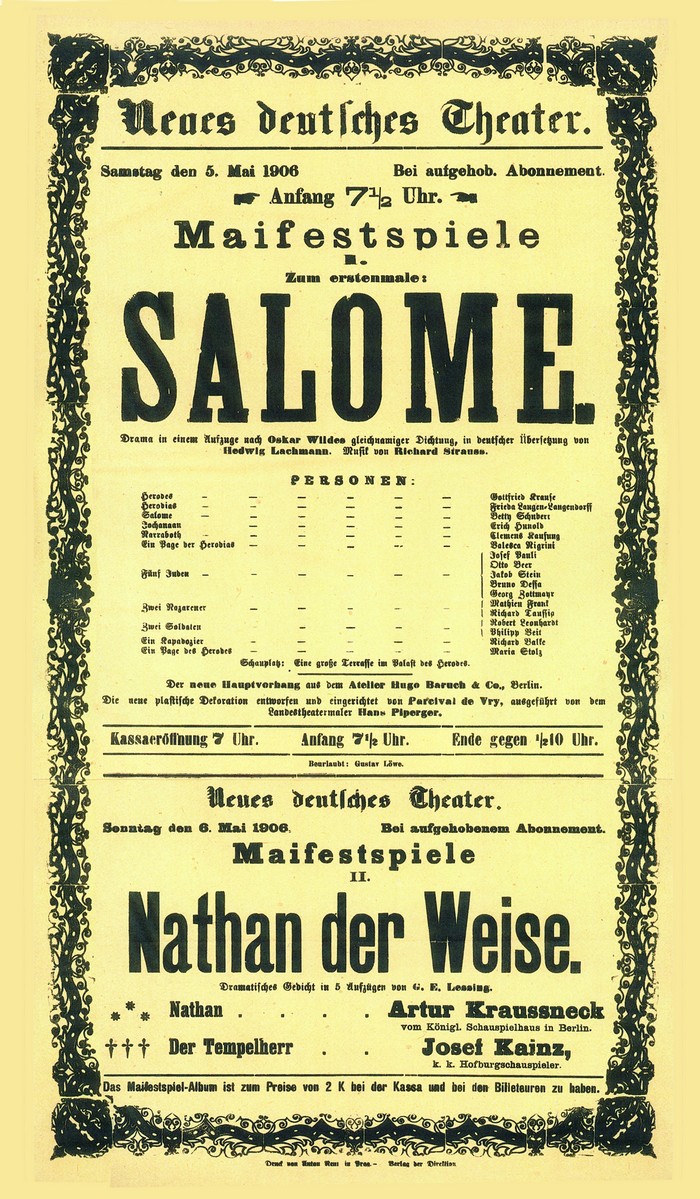 Neues deutsches Theater.
Samstag den 5. Mai 1906 Bei aufgehob. Abonnement.
Anfang 7½ Uhr.
Maifestspiele
I.
Zum erstenmale:
SALOME.
Drama in einem Aufzuge nach Oskar Wildes gleichnamiger Dichtung, in deutscher Übersetzung von
Hedwig Lachmann. Musik von Richard Strauss.
PERSONEN:
Herodes – – – – – – Gottfried Krause
Herodias – – – – – – Frieda Langen-Langendorff
Salome – – – – – – Betty Schubert
Jochanaan – – – – – – Erich Hunold
Narraboth – – – – – – Clemens Kaufung
Ein Page der Herodias – – – – – Valesca Nigrini
Josef Pauli
Otto Beer
Fünf Juden – – – – – – Jakob Stein
Bruno Dessa
Georg Zottmayr
Zwei Nazarener – – – – – Mathieu Frank
Richard Taussig
Zwei Soldaten – – – – – Robert Leonhardt
Philipp Veit
Ein Kapadozier – – – – – Richard Balke
Ein Page des Herodes – – – – – Maria Stolz
Schauplatz: Eine große Terrasse im Palast des Herodes.
Der neue Hauptvorhang aus dem Atelier Hugo Baruch & Co., Berlin.
Die neue plastische Dekoration entworfen und eingerichtet von Parcival de Vry, ausgeführt von dem
Landestheatermaler Hans Piperger.
Kassaeröffnung 7 Uhr. Anfang 7½ Uhr. Ende gegen ½10 Uhr.
Beurlaubt: Gustav Löwe.
Neues deutsches Theater.
Sonntag den 6. Mai 1906. Bei aufgehobenem Abonnement.
Maifestspiele
II.
Nathan der Weise.
Dramatisches Gedicht in 5 Aufzügen von G. E. Lessing.
*** Nathan . . . . Artur Kraussneck
vom Königl. Schauspielhaus in Berlin.
††† Der Tempelherr . . Josef Kainz,
k. k. Hofburgschauspieler.
Das Maifestspiel-Album ist zum Preise von 2 K bei der Kassa und bei den Billeteuren zu haben.
Druck von Anton in Prag. – Verlag der Direktion